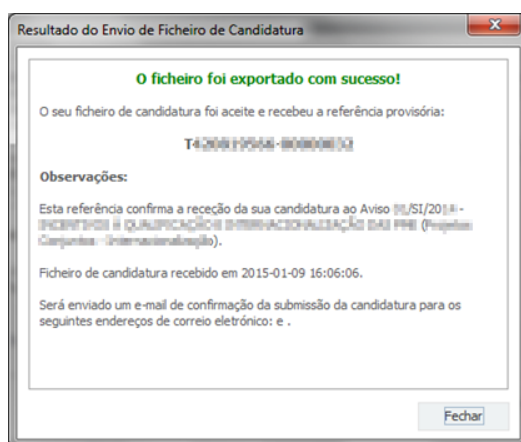 Resultado do Envio de Ficheiro de Candidatura
O ficheiro foi exportado com sucesso!
O seu ficheiro de candidatura foi aceite e recebeu a referência provisória:
Observações:
Esta referência confirma a receção da sua candidatura ao Aviso /SI/201 -
Ficheiro de candidatura recebido em 2015-01-09 16:06:06.
Será enviado um e-mail de confirmação da submissão da candidatura para os
seguintes endereços de correio eletrónico: e .
Fechar